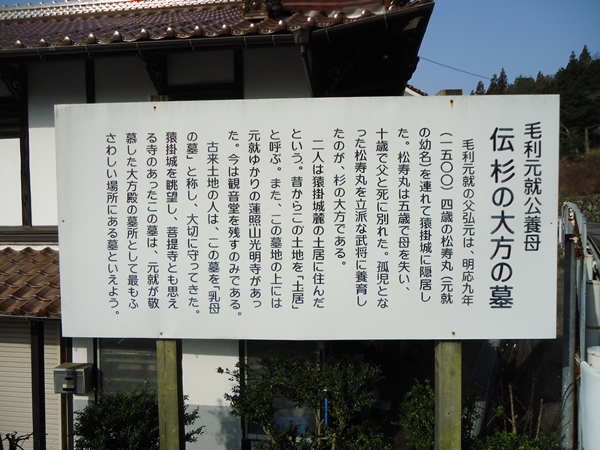 毛利元就公養母
伝 杉の大方の墓
毛利元就の父弘元は、明応九年
(一五〇〇)四歳の松寿丸(元就
の幼名)を連れて猿掛城に隠居し
た。松寿丸は五歳で母を失い、
十歳で父と死に別れた。孤児とな
った松寿丸を立派な武将に養育し
たのが、杉の大方である。
二人は猿掛城麓の土居に住んだ
という。昔からこの土地を「土居」
と呼ぶ。また、この墓地の上には
元就ゆかりの蓮照山光明寺があっ
た。今は観音堂を残すのみである。
古来土地の人は、この墓を「乳母
の墓」と称し、大切に守ってきた。
猿掛城を眺望し、菩提寺とも思え
る寺のあったこの墓は、元就が敬
慕した大方殿の墓所として最もふ
さわしい場所にある墓といえよう。